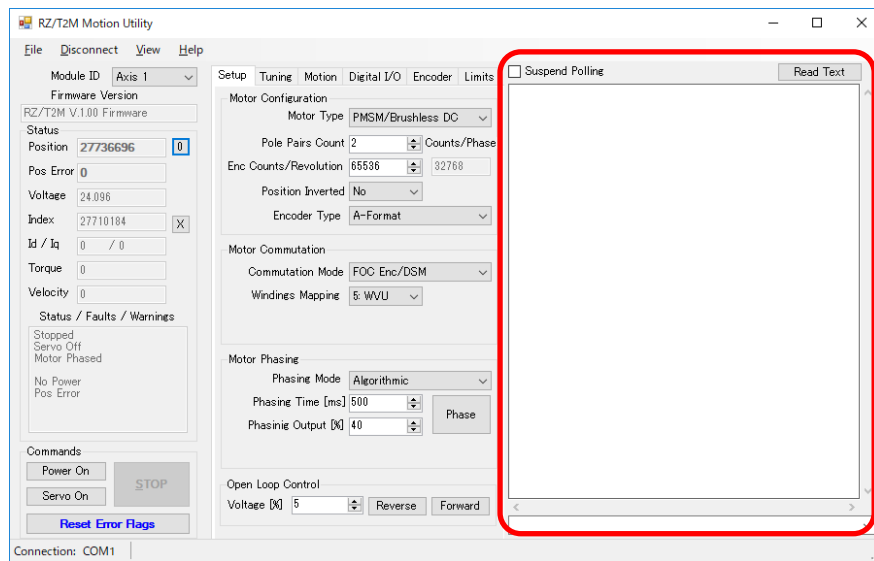 RZ/T2M Motion Utility
File Disconnect View Help
Module ID Axis 1
Firmware Version
RZ/T2M V.1.00 Firmware
Status
Position 27736696 0
Pos Error 0
Voltage 24.096
Index 27710184 X
Id / Iq 0 / 0
Torque 0
Velocity 0
Status / Faults / Warnings
Stopped
Servo Off
Motor Phased
No Power
Pos Error
Commands
Power On
STOP
Servo On
Reset Error Flags
Setup Tuning Motion Digital I/O Encoder Limits
Motor Configuration
Motor Type PMSM/Brushless DC
Pole Pairs Count 2 Counts/Phase
Enc Counts/Revolution 65536 32768
Position Inverted No
Encoder Type A-Format
Motor Commutation
Commutation Mode FOC Enc/DSM
Windings Mapping 5: WVU
Motor Phasing
Phasing Mode Algorithmic
Phasing Time [ms] 500
Phase
Phasinig Output [%] 40
Open Loop Control
Voltage [%] 5 Reverse Forward
Suspend Polling Read Text
Connection: COM1